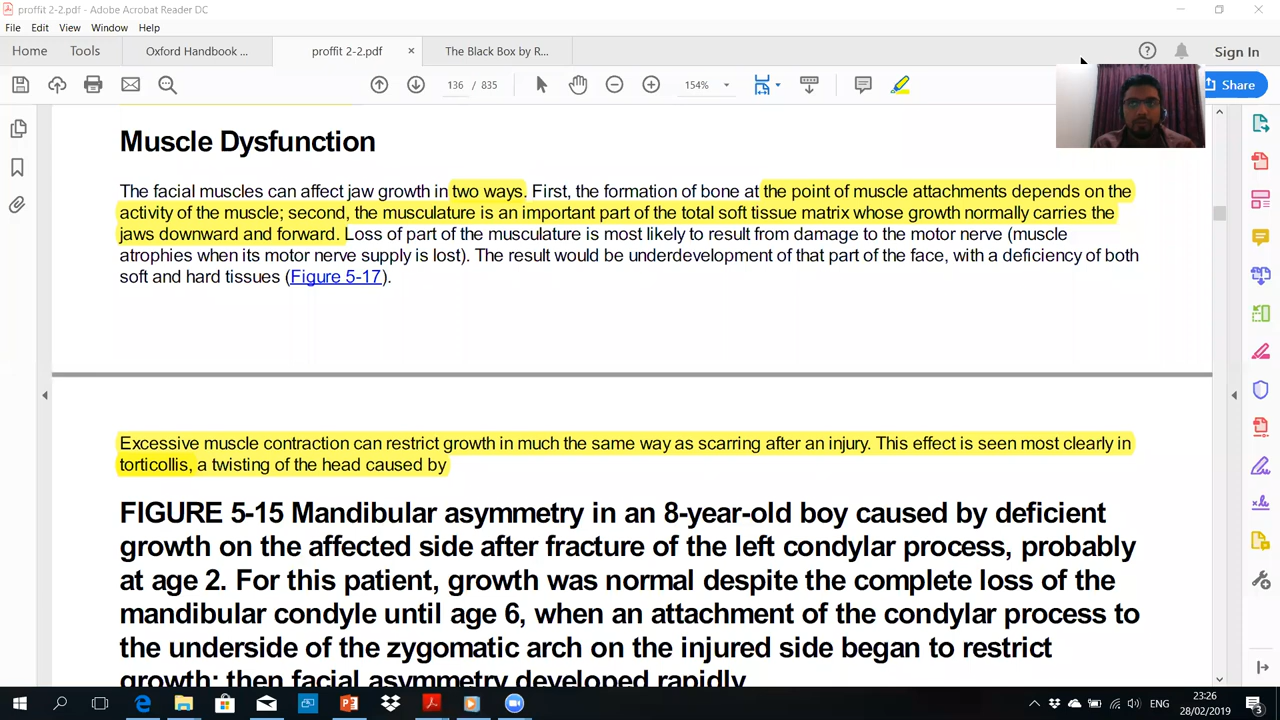 proffit 2-2.pdf - Adobe Acrobat Reader DC
File Edit View Window Help
Home Tools Oxford Handbook ... proffit 2-2.pdf × The Black Box by R... Sign In
136 / 835 154% Share
Muscle Dysfunction
The facial muscles can affect jaw growth in two ways. First, the formation of bone at the point of muscle attachments depends on the
activity of the muscle; second, the musculature is an important part of the total soft tissue matrix whose growth normally carries the
jaws downward and forward. Loss of part of the musculature is most likely to result from damage to the motor nerve (muscle
atrophies when its motor nerve supply is lost). The result would be underdevelopment of that part of the face, with a deficiency of both
soft and hard tissues (Figure 5-17).
Excessive muscle contraction can restrict growth in much the same way as scarring after an injury. This effect is seen most clearly in
torticollis, a twisting of the head caused by
FIGURE 5-15 Mandibular asymmetry in an 8-year-old boy caused by deficient
growth on the affected side after fracture of the left condylar process, probably
at age 2. For this patient, growth was normal despite the complete loss of the
mandibular condyle until age 6, when an attachment of the condylar process to
the underside of the zygomatic arch on the injured side began to restrict
growth; then facial asymmetry developed rapidly.
ENG 23:26
28/02/2019 3